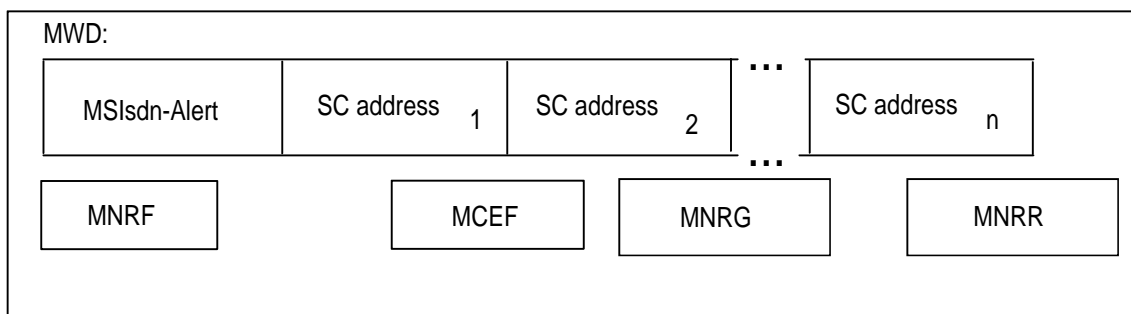 MWD:
MSIsdn-Alert SC address 1 SC address 2 ... SC address n
...
MNRF MCEF MNRG MNRR